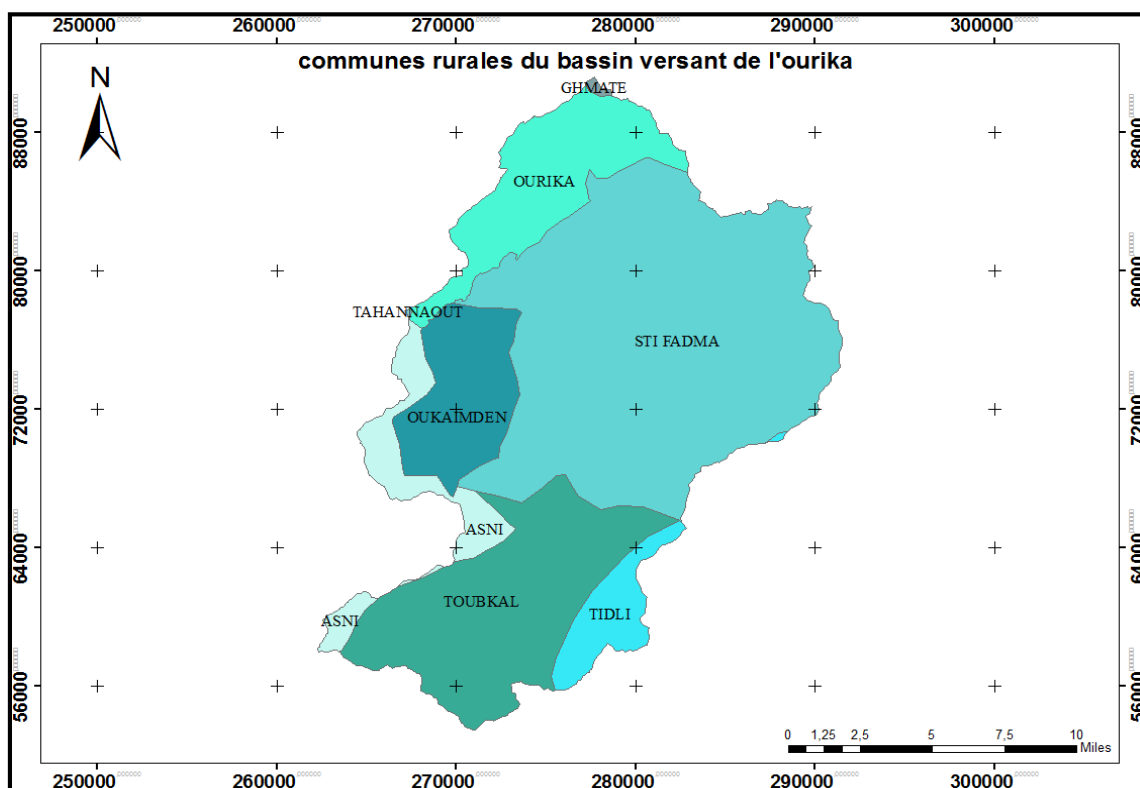 250000 260000 270000 280000 290000 300000
communes rurales du bassin versant de l'ourika
N
GHMATE
88000 88000
OURIKA
80000 80000
TAHANNAOUT
STI FADMA
72000 72000
OUKAIMDEN
ASNI
64000 64000
TOUBKAL
ASNI
TIDLI
56000 56000
0 1,25 2,5 5 7,5 10
Miles
250000 260000 270000 280000 290000 300000